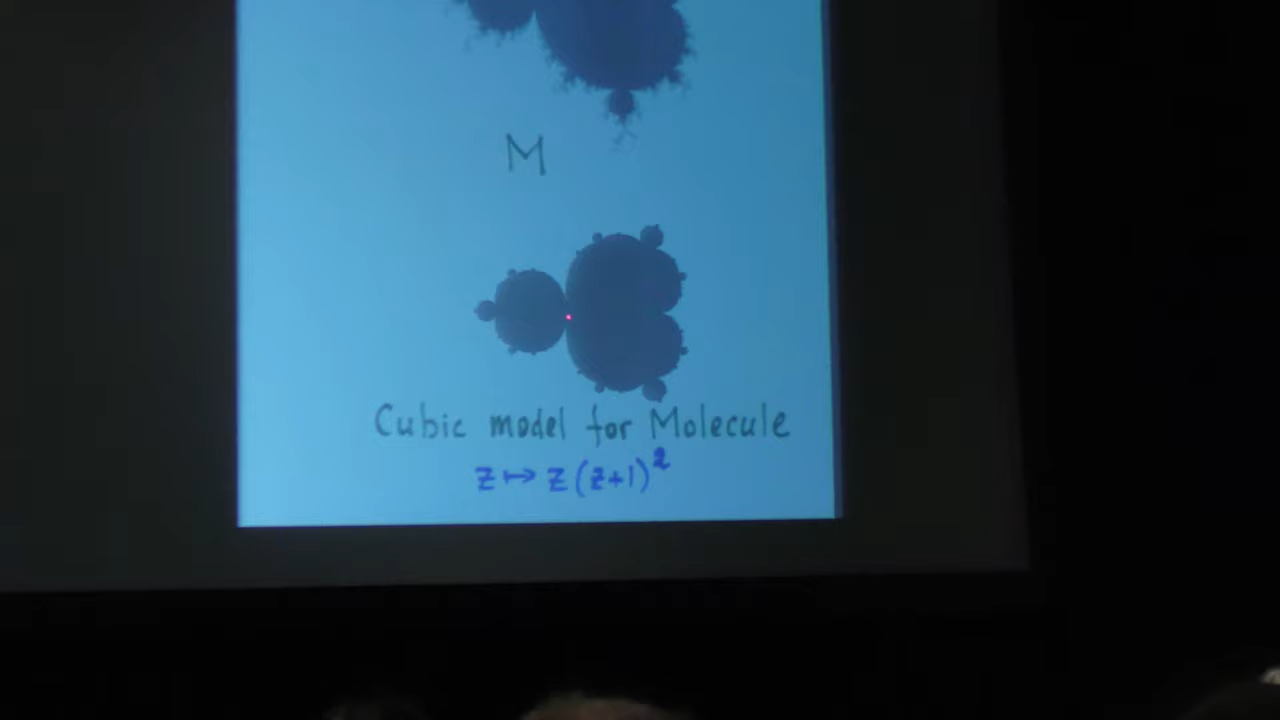 M
Cubic model for Molecule
z ↦ z(z+1)²